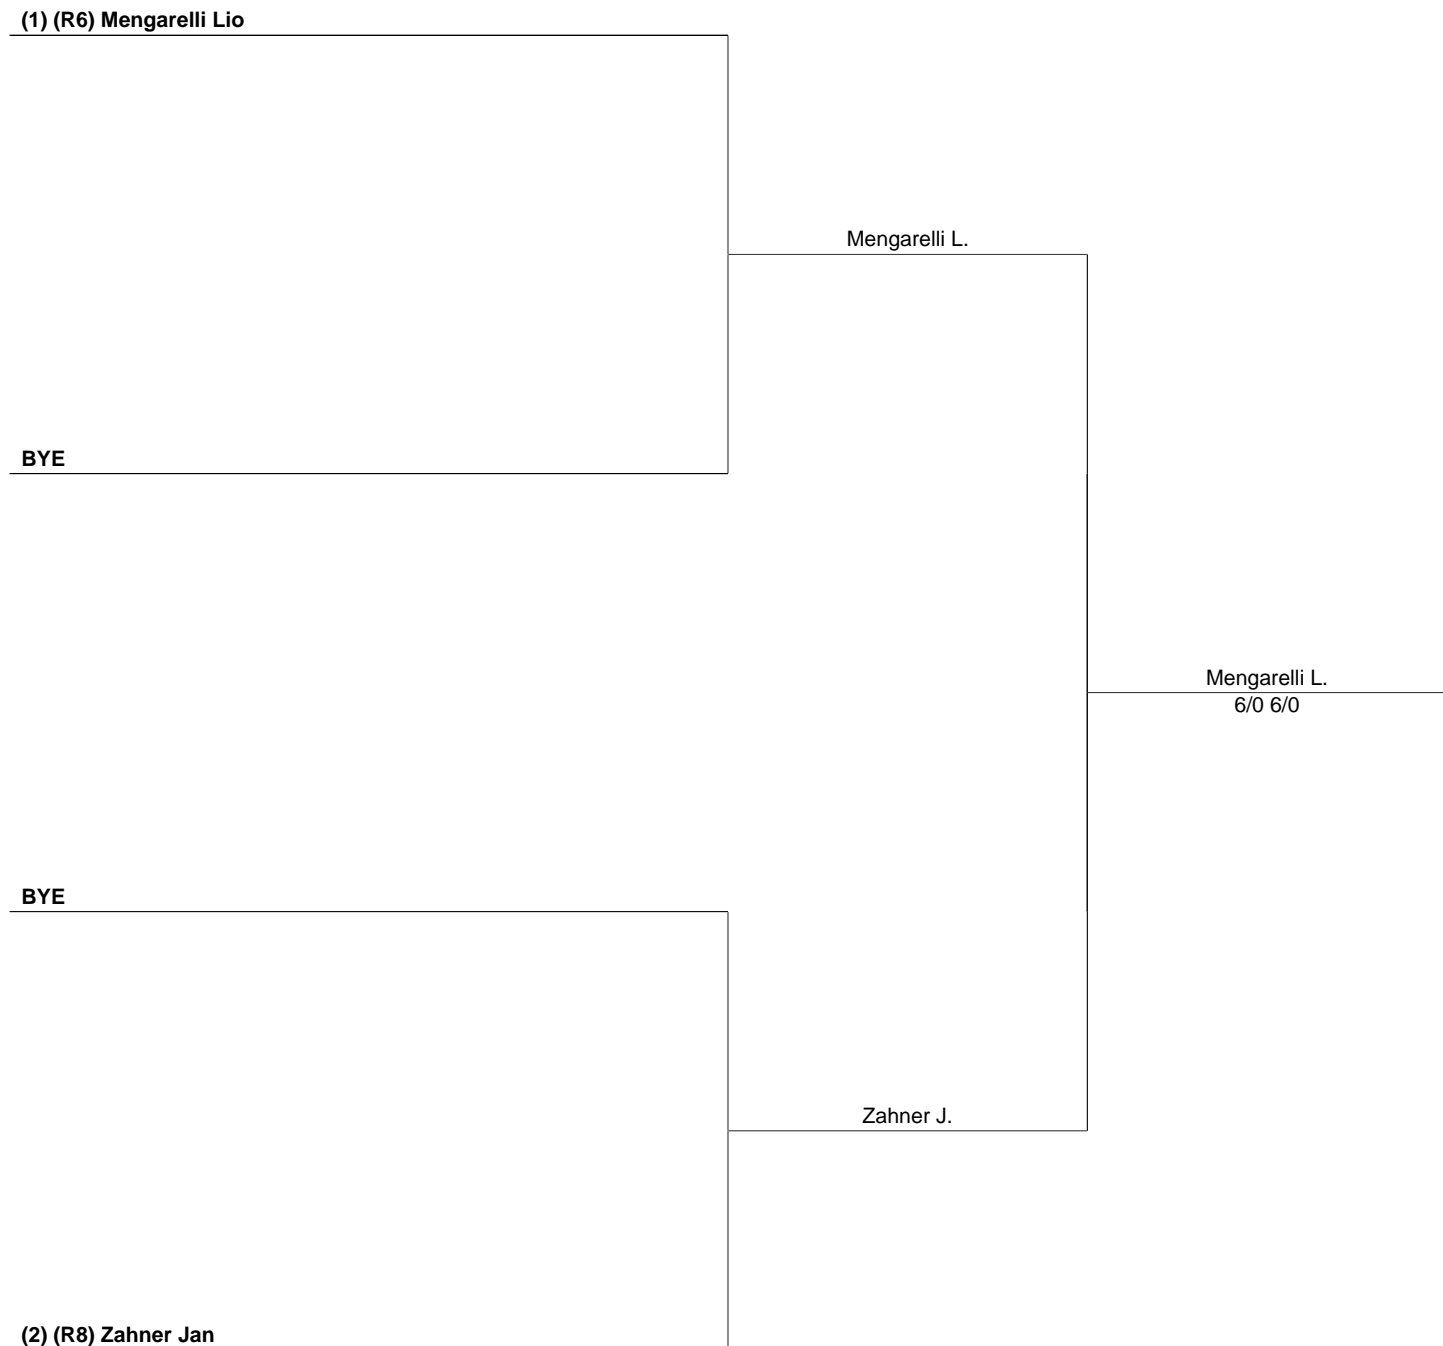 (1) (R6) Mengarelli Lio
Mengarelli L.
BYE
Mengarelli L.
6/0 6/0
BYE
Zahner J.
(2) (R8) Zahner Jan